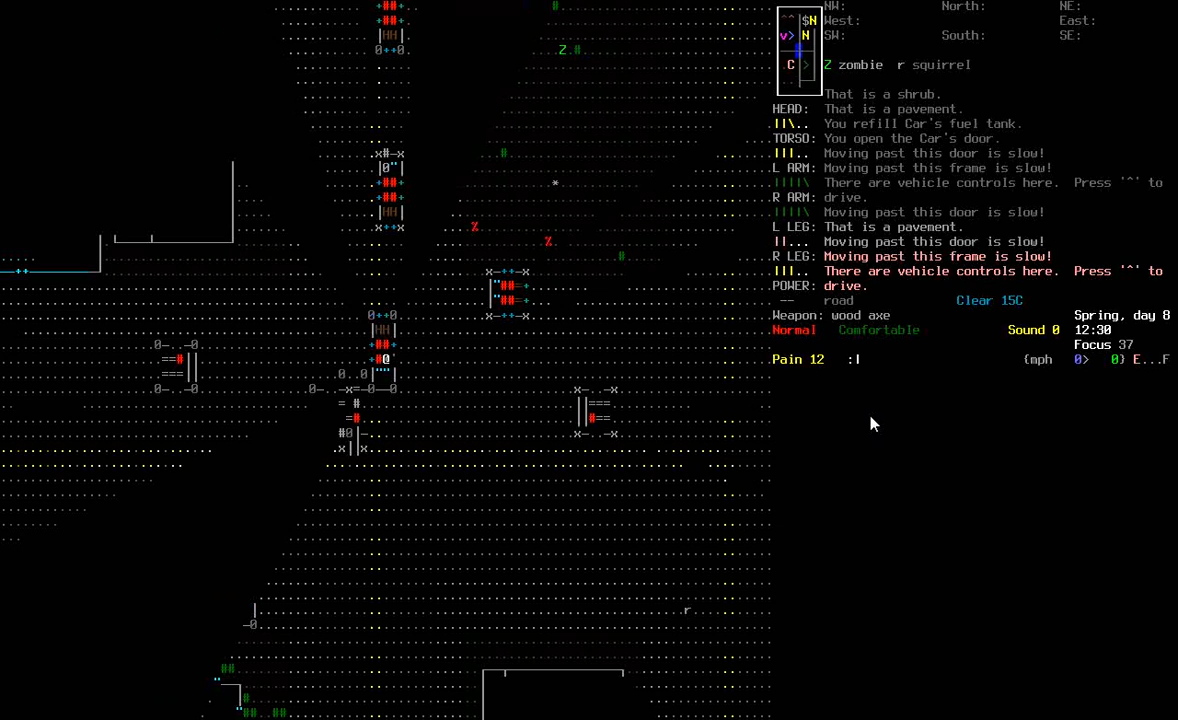 NW: North: NE:
West: East:
SW: South: SE:
Z zombie r squirrel
That is a shrub.
HEAD: That is a pavement.
You refill Car's fuel tank.
TORSO: You open the Car's door.
Moving past this door is slow!
L ARM: Moving past this frame is slow!
There are vehicle controls here. Press '^' to
R ARM: drive.
Moving past this door is slow!
L LEG: That is a pavement.
Moving past this door is slow!
R LEG: Moving past this frame is slow!
There are vehicle controls here. Press '^' to
POWER: drive.
-- road Clear 15C
Weapon: wood axe Spring, day 8
Normal Comfortable Sound 0 12:30
Focus 37
Pain 12 :| {mph 0> 0} E...F